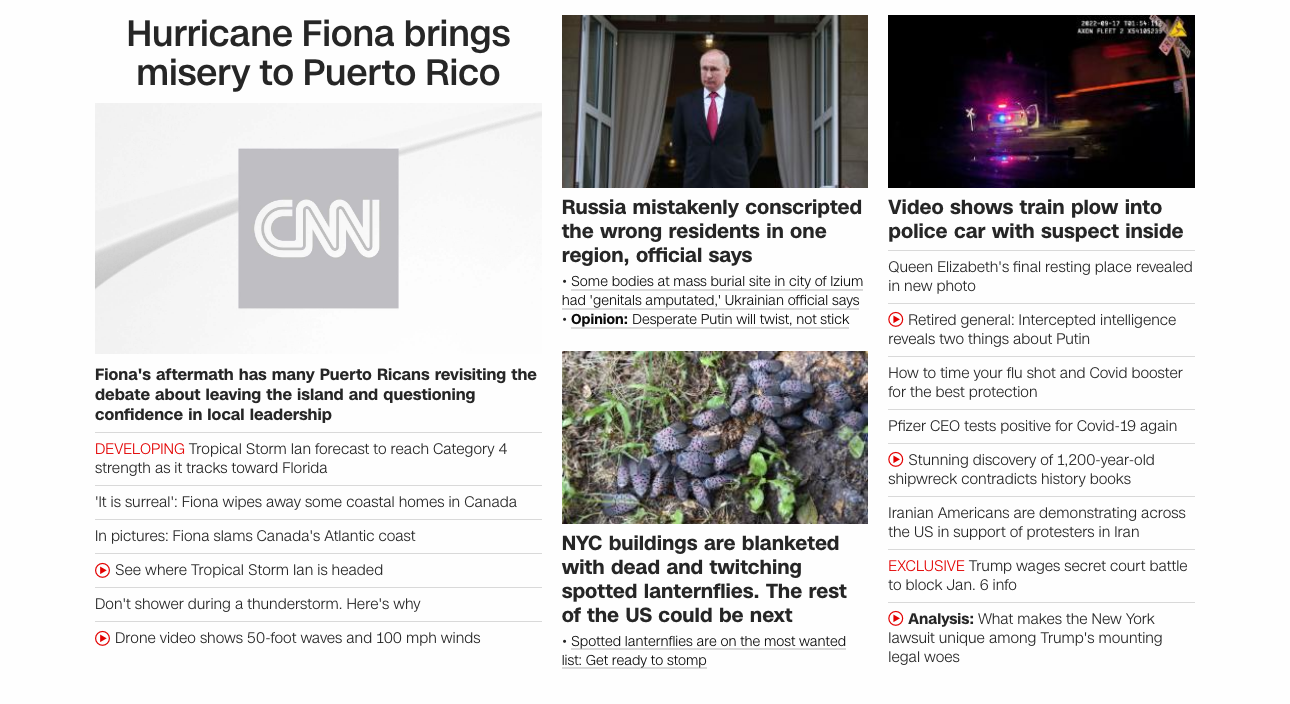 Hurricane Fiona brings
misery to Puerto Rico
CNN
Fiona's aftermath has many Puerto Ricans revisiting the
debate about leaving the island and questioning
confidence in local leadership
DEVELOPING Tropical Storm Ian forecast to reach Category 4
strength as it tracks toward Florida
'It is surreal': Fiona wipes away some coastal homes in Canada
In pictures: Fiona slams Canada's Atlantic coast
See where Tropical Storm Ian is headed
Don't shower during a thunderstorm. Here's why
Drone video shows 50-foot waves and 100 mph winds
Russia mistakenly conscripted
the wrong residents in one
region, official says
• Some bodies at mass burial site in city of Izium
had 'genitals amputated,' Ukrainian official says
• Opinion: Desperate Putin will twist, not stick
NYC buildings are blanketed
with dead and twitching
spotted lanternflies. The rest
of the US could be next
• Spotted lanternflies are on the most wanted
list: Get ready to stomp
2022-09-17
AXON FLEET 2
Video shows train plow into
police car with suspect inside
Queen Elizabeth's final resting place revealed
in new photo
Retired general: Intercepted intelligence
reveals two things about Putin
How to time your flu shot and Covid booster
for the best protection
Pfizer CEO tests positive for Covid-19 again
Stunning discovery of 1,200-year-old
shipwreck contradicts history books
Iranian Americans are demonstrating across
the US in support of protesters in Iran
EXCLUSIVE Trump wages secret court battle
to block Jan. 6 info
Analysis: What makes the New York
lawsuit unique among Trump's mounting
legal woes